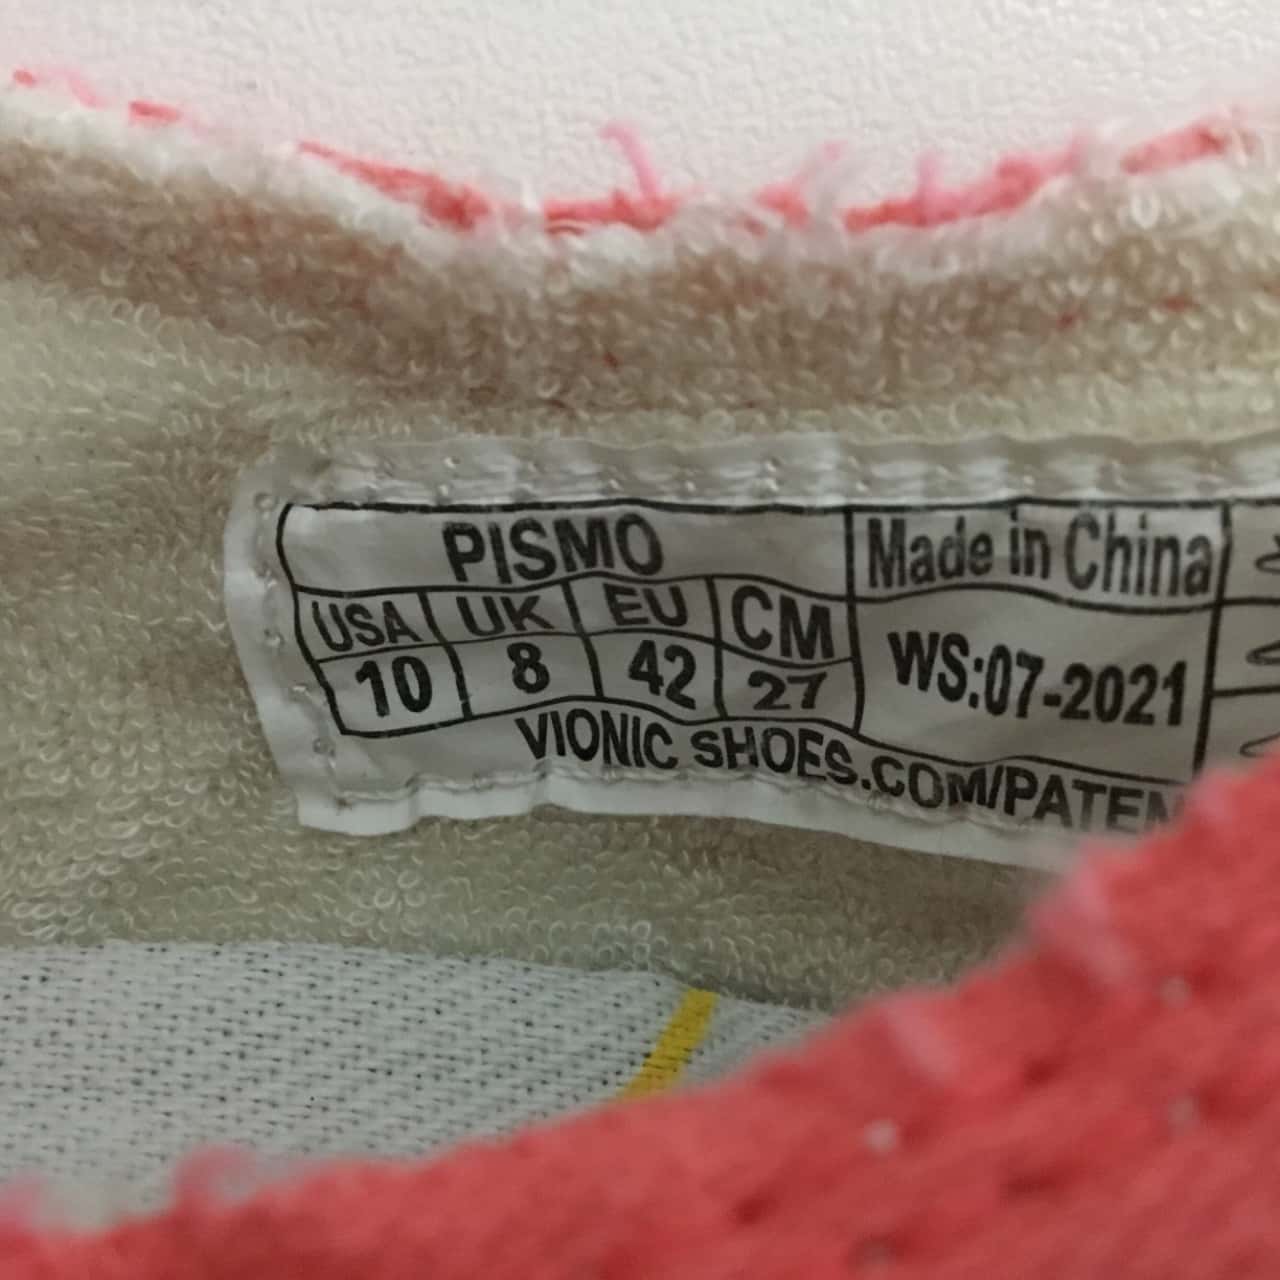 PISMO
Made in China
USA UK EU CM
10 8 42 27
WS:07-2021
VIONIC SHOES.COM/PATEN